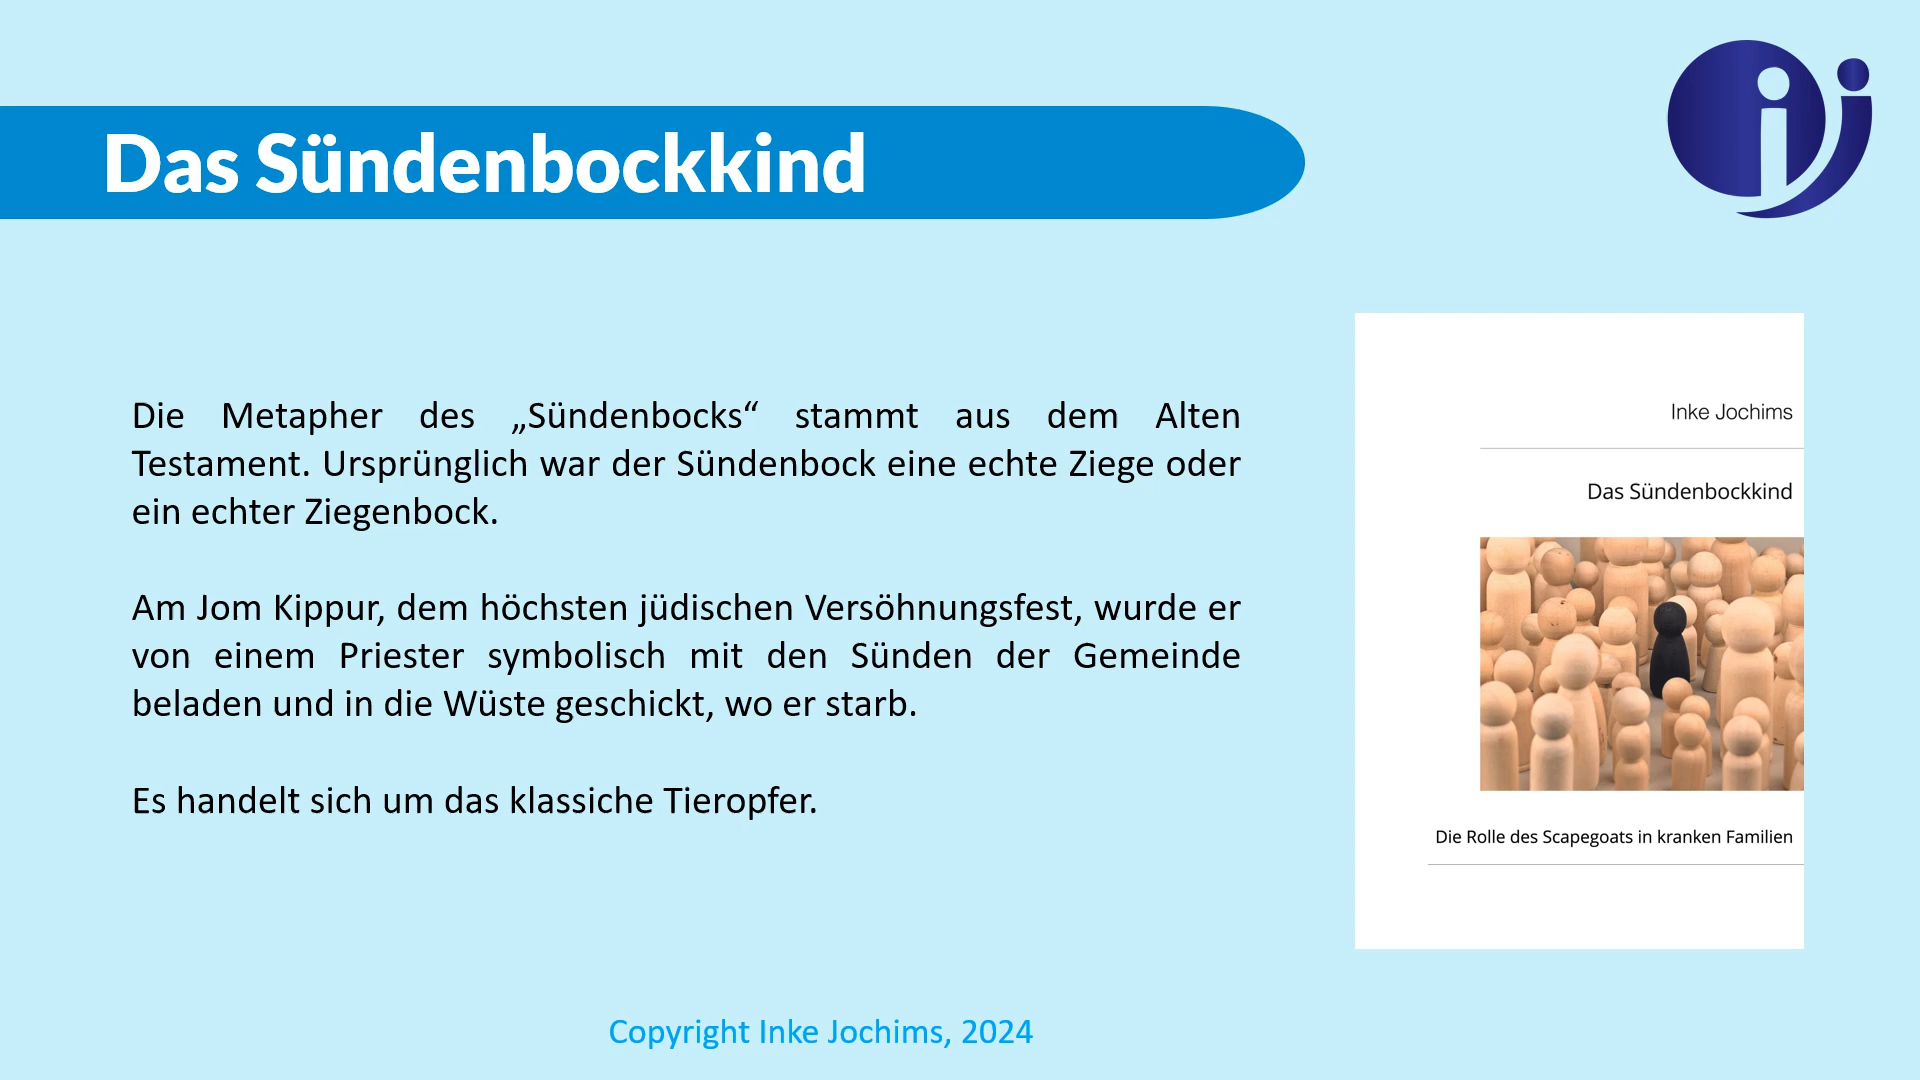 Das Sündenbockkind
Die Metapher des „Sündenbocks“ stammt aus dem Alten
Testament. Ursprünglich war der Sündenbock eine echte Ziege oder
ein echter Ziegenbock.
Am Jom Kippur, dem höchsten jüdischen Versöhnungsfest, wurde er
von einem Priester symbolisch mit den Sünden der Gemeinde
beladen und in die Wüste geschickt, wo er starb.
Es handelt sich um das klassiche Tieropfer.
ij
Inke Jochims
Das Sündenbockkind
Die Rolle des Scapegoats in kranken Familien
Copyright Inke Jochims, 2024